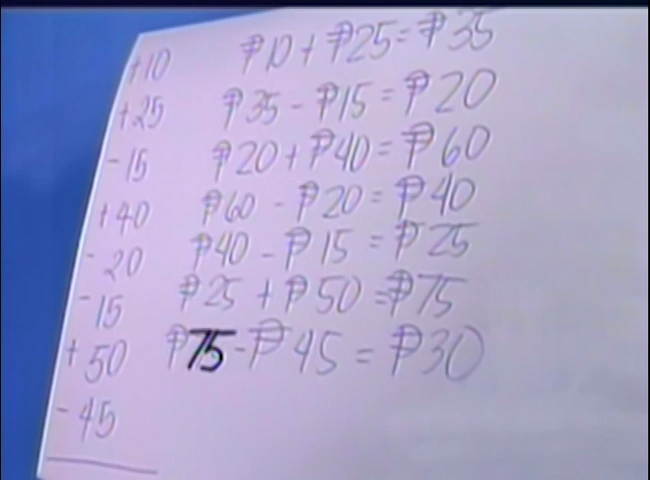 +10
+25
-15
+40
-20
-15
+50
-45
₱10 + ₱25 = ₱35
₱35 - ₱15 = ₱20
₱20 + ₱40 = ₱60
₱60 - ₱20 = ₱40
₱40 - ₱15 = ₱25
₱25 + ₱50 = ₱75
₱75 - ₱45 = ₱30